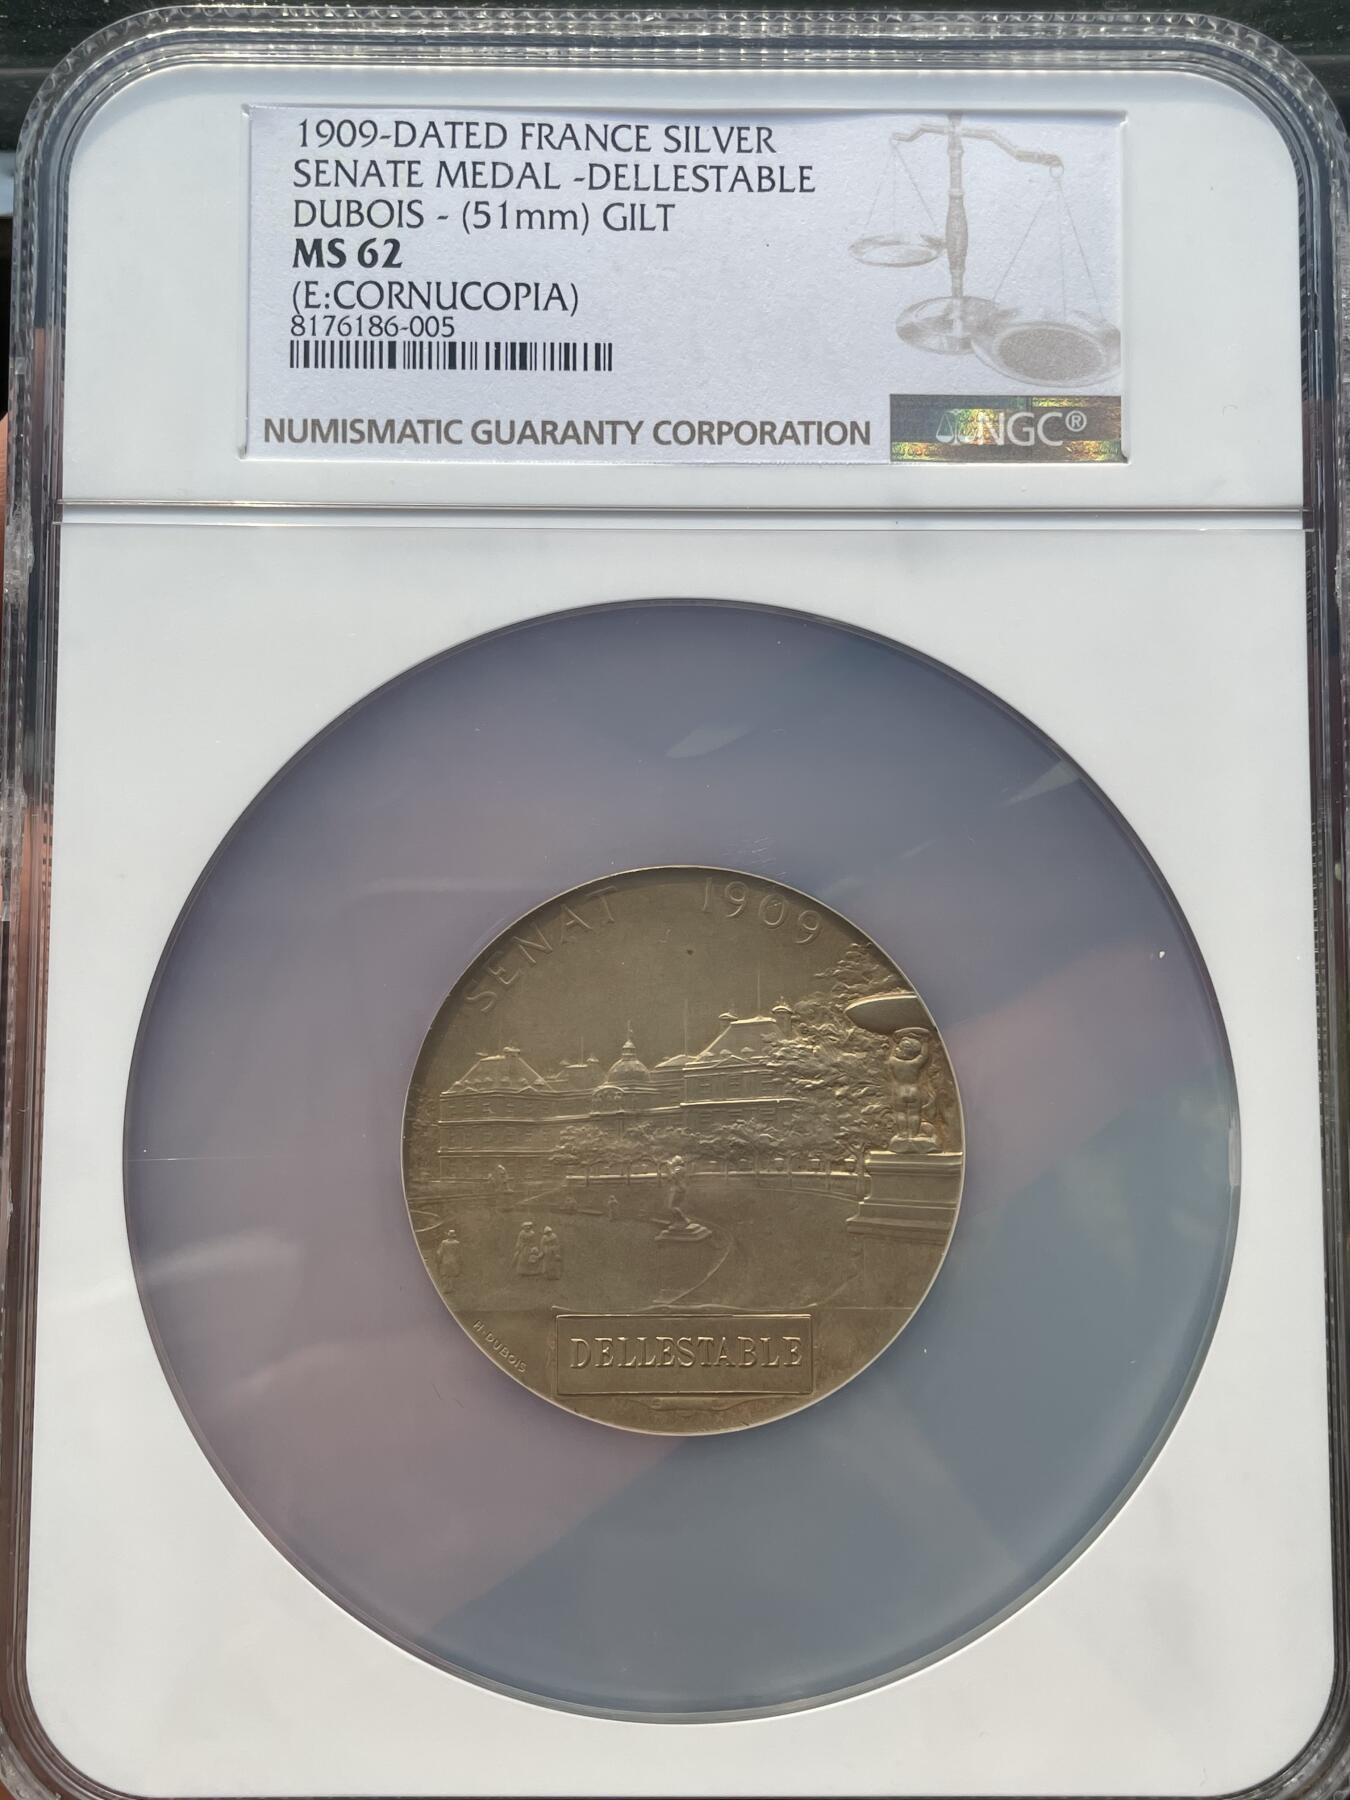 1909-DATED FRANCE SILVER
SENATE MEDAL -DELLESTABLE
DUBOIS - (51mm) GILT
MS 62
(E:CORNUCOPIA)
8176186-005
NUMISMATIC GUARANTY CORPORATION
NGC®
SENAT 1909
H·DUBOIS
DELLESTABLE